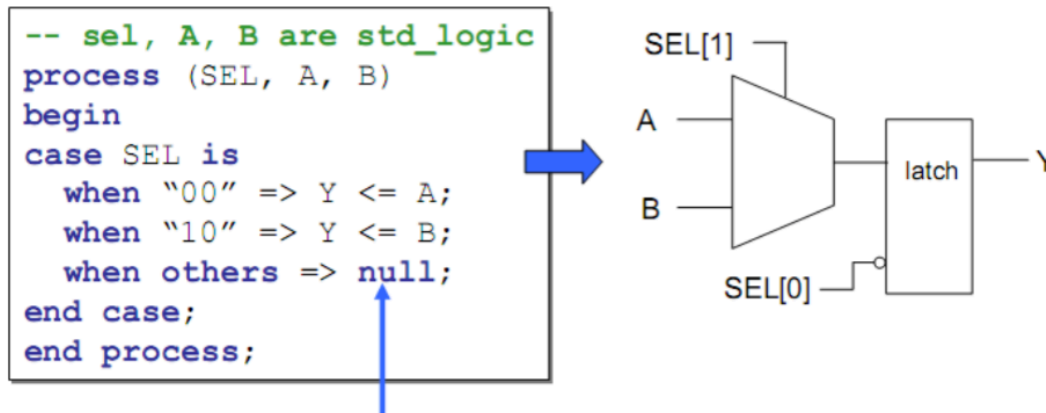 -- sel, A, B are std_logic
process (SEL, A, B)
begin
case SEL is
when “00” => Y <= A;
when “10” => Y <= B;
when others => null;
end case;
end process;
SEL[1]
A
B
latch
Y
SEL[0]